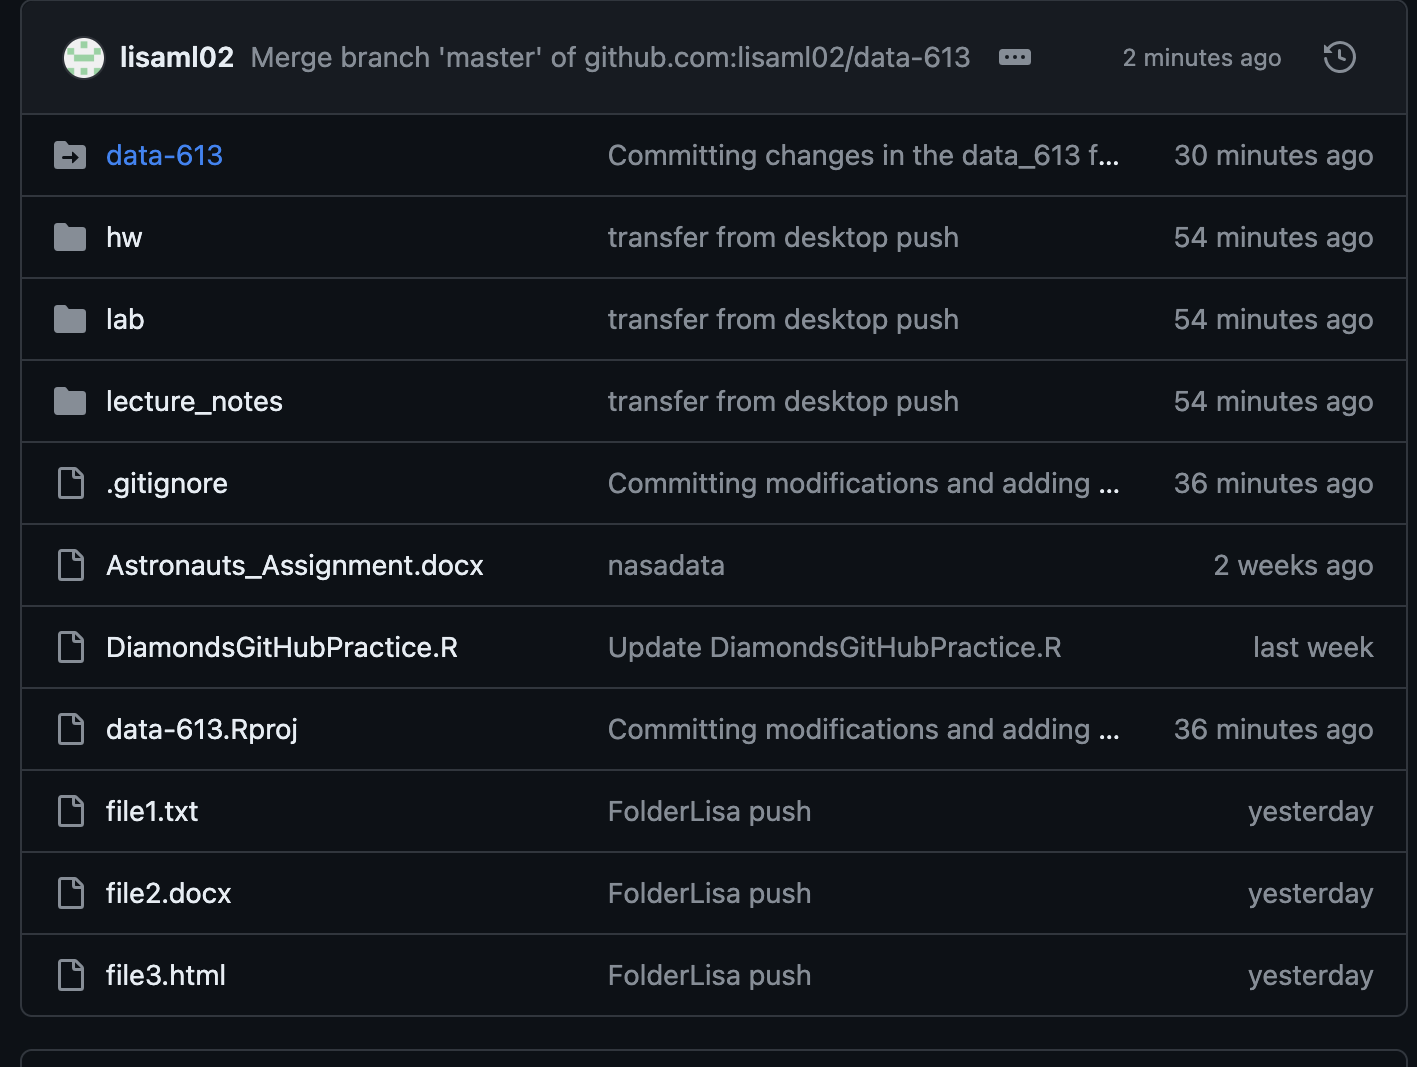 lisaml02 Merge branch 'master' of github.com:lisaml02/data-613 ... 2 minutes ago
data-613 Committing changes in the data_613 f... 30 minutes ago
hw transfer from desktop push 54 minutes ago
lab transfer from desktop push 54 minutes ago
lecture_notes transfer from desktop push 54 minutes ago
.gitignore Committing modifications and adding ... 36 minutes ago
Astronauts_Assignment.docx nasadata 2 weeks ago
DiamondsGitHubPractice.R Update DiamondsGitHubPractice.R last week
data-613.Rproj Committing modifications and adding ... 36 minutes ago
file1.txt FolderLisa push yesterday
file2.docx FolderLisa push yesterday
file3.html FolderLisa push yesterday